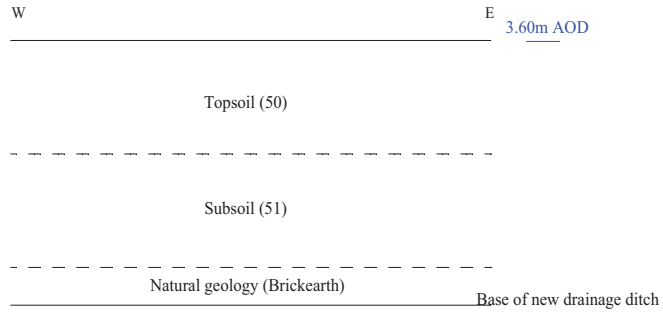 W
E
3.60m AOD
Topsoil (50)
Subsoil (51)
Natural geology (Brickearth)
Base of new drainage ditch